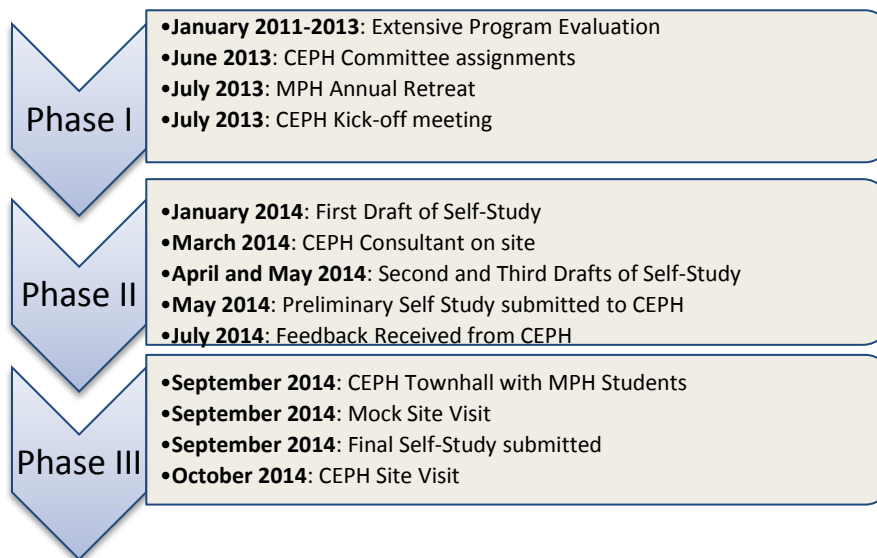 Phase I
•January 2011-2013: Extensive Program Evaluation
•June 2013: CEPH Committee assignments
•July 2013: MPH Annual Retreat
•July 2013: CEPH Kick-off meeting
Phase II
•January 2014: First Draft of Self-Study
•March 2014: CEPH Consultant on site
•April and May 2014: Second and Third Drafts of Self-Study
•May 2014: Preliminary Self Study submitted to CEPH
•July 2014: Feedback Received from CEPH
Phase III
•September 2014: CEPH Townhall with MPH Students
•September 2014: Mock Site Visit
•September 2014: Final Self-Study submitted
•October 2014: CEPH Site Visit